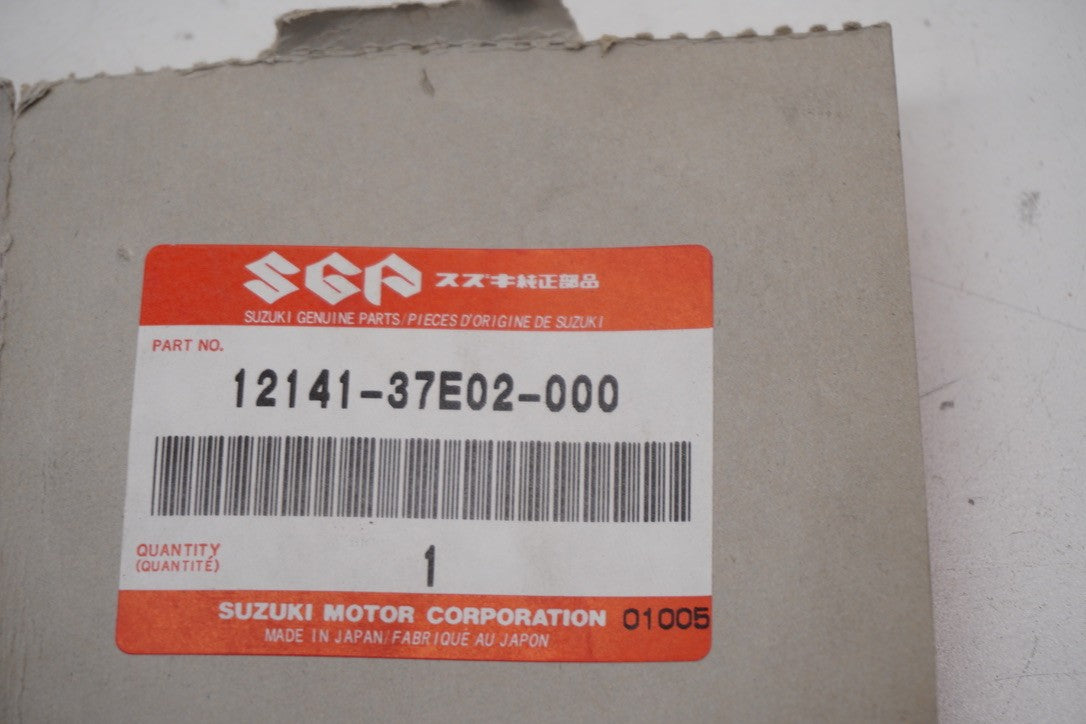 SGP スズキ純正部品
SUZUKI GENUINE PARTS/PIECES D'ORIGINE DE SUZUKI
PART NO.
12141-37E02-000
QUANTITY
(QUANTITÉ)
1
SUZUKI MOTOR CORPORATION 01005
MADE IN JAPAN/FABRIQUÉ AU JAPON